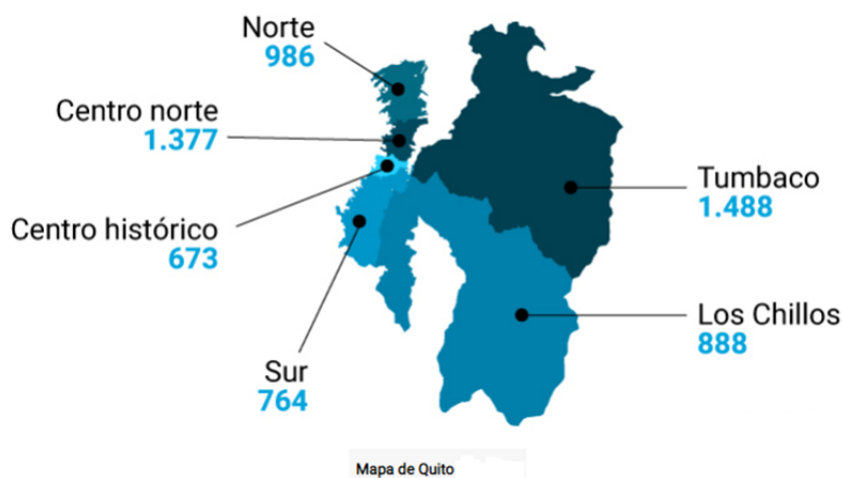 Norte
986
Centro norte
1.377
Centro histórico
673
Sur
764
Tumbaco
1.488
Los Chillos
888
Mapa de Quito